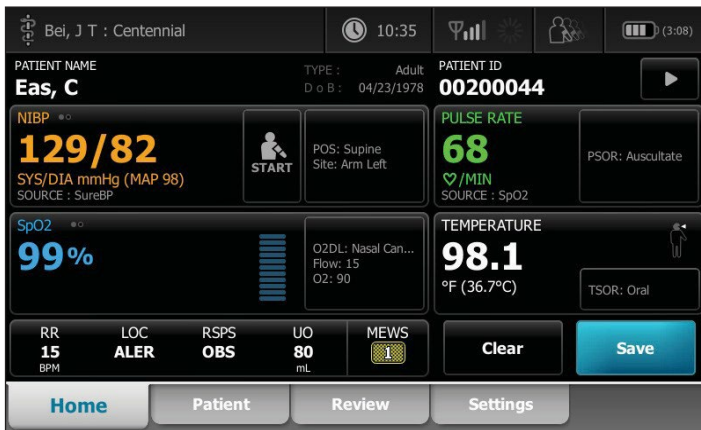 Bei, J T : Centennial
10:35
(3:08)
PATIENT NAME
Eas, C
TYPE : Adult
D o B : 04/23/1978
PATIENT ID
00200044
NIBP
129/82
SYS/DIA mmHg (MAP 98)
SOURCE : SureBP
START
POS: Supine
Site: Arm Left
PULSE RATE
68
/MIN
SOURCE : SpO2
PSOR: Auscultate
SpO2
99%
O2DL: Nasal Can...
Flow: 15
O2: 90
TEMPERATURE
98.1
°F (36.7°C)
TSOR: Oral
RR LOC RSPS UO MEWS
15 ALER OBS 80 1
BPM mL
Clear
Save
Home Patient Review Settings